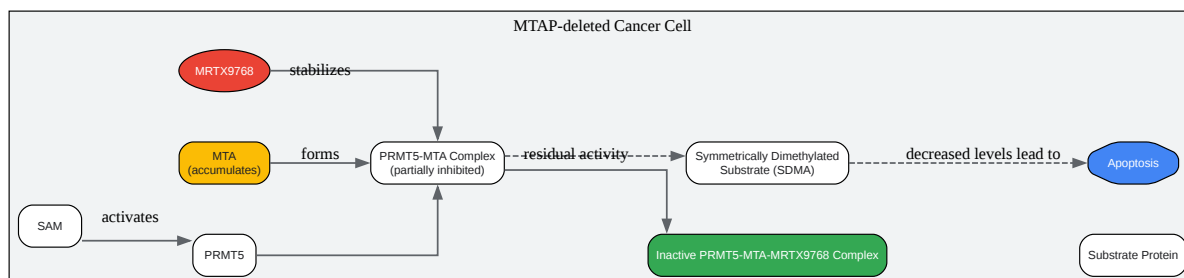 MTAP-deleted Cancer Cell
MRTX9768
stabilizes
MTA
(accumulates)
forms
PRMT5-MTA Complex
(partially inhibited)
residual activity
Symmetrically Dimethylated
Substrate (SDMA)
decreased levels lead to
Apoptosis
SAM
activates
PRMT5
Inactive PRMT5-MTA-MRTX9768 Complex
Substrate Protein